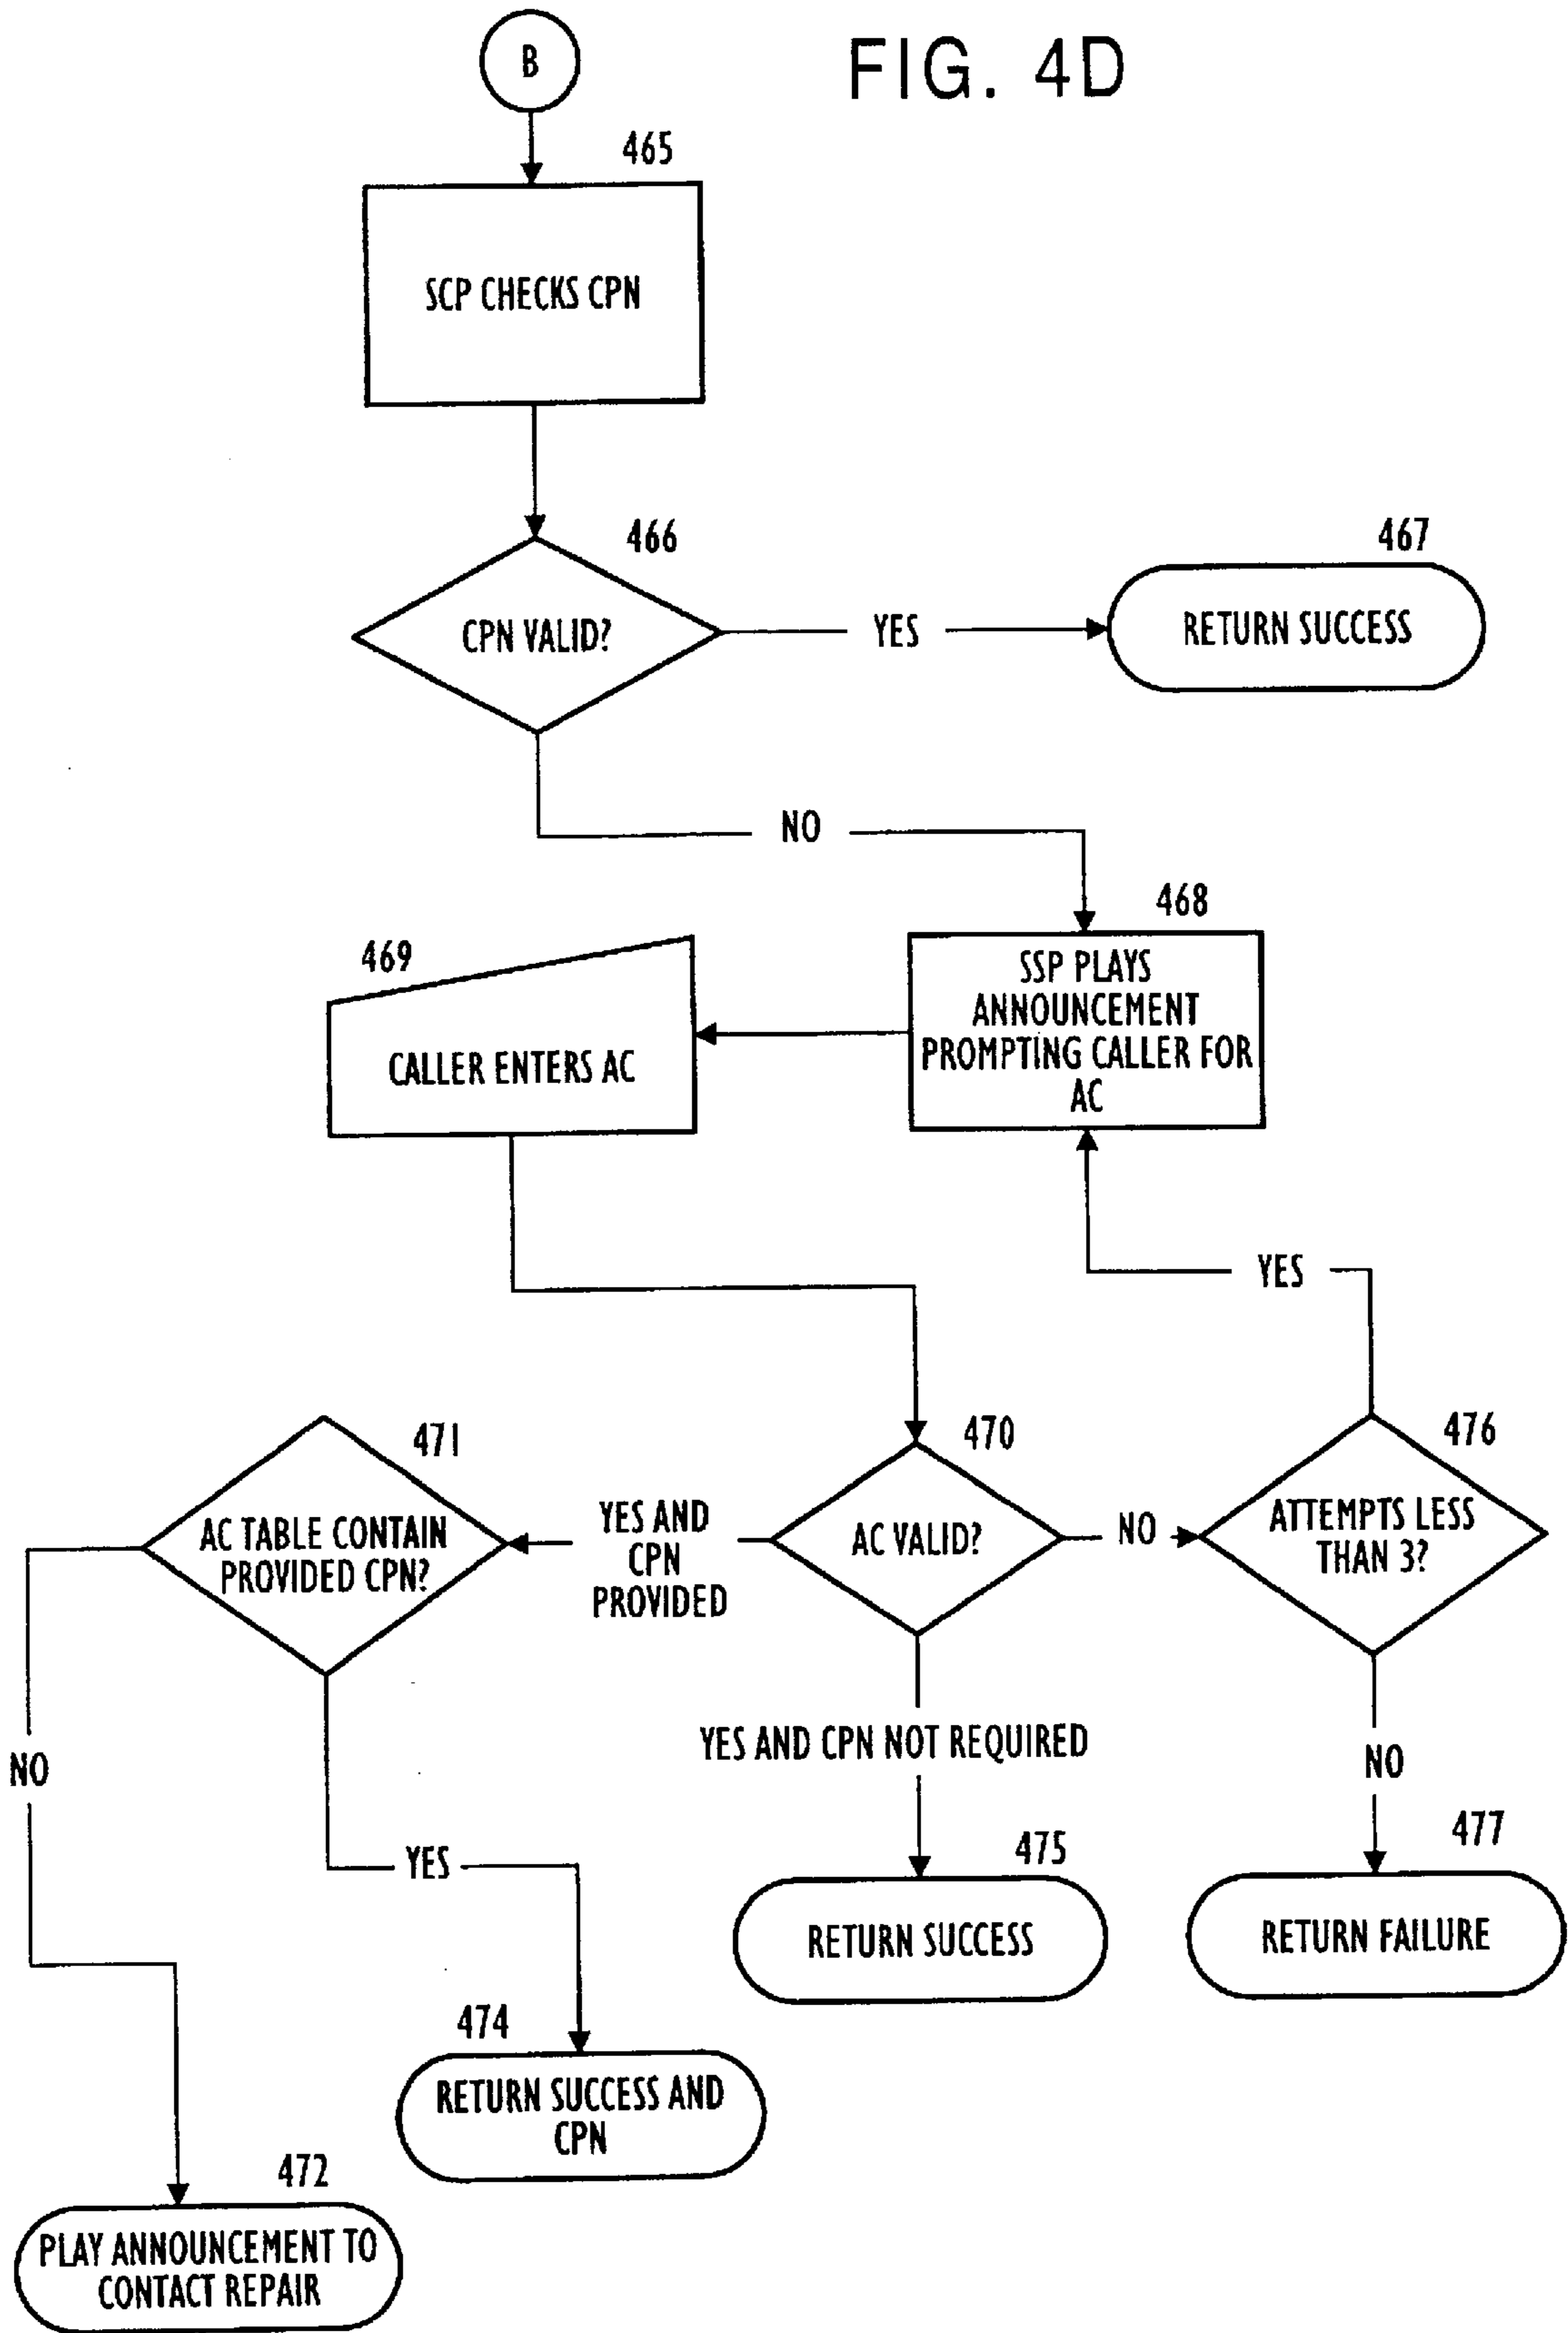 B
FIG. 4D
465
SCP CHECKS CPN
466
CPN VALID?
YES
467
RETURN SUCCESS
NO
468
SSP PLAYS
ANNOUNCEMENT
PROMPTING CALLER FOR
AC
469
CALLER ENTERS AC
YES
471
AC TABLE CONTAIN
PROVIDED CPN?
YES AND
CPN
PROVIDED
470
AC VALID?
NO
476
ATTEMPTS LESS
THAN 3?
NO
YES
YES AND CPN NOT REQUIRED
NO
475
RETURN SUCCESS
477
RETURN FAILURE
474
RETURN SUCCESS AND
CPN
472
PLAY ANNOUNCEMENT TO
CONTACT REPAIR